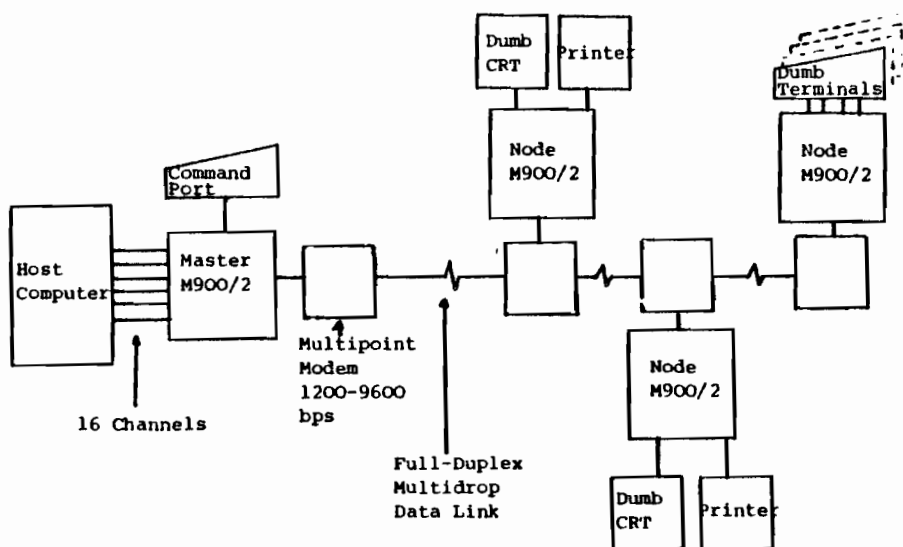 Dumb
CRT
Printer
Dumb
Terminals
Node
M900/2
Node
M900/2
Command
Port
Host
Computer
Master
M900/2
Multipoint
Modem
1200-9600
bps
16 Channels
Node
M900/2
Full-Duplex
Multidrop
Data Link
Dumb
CRT
Printer